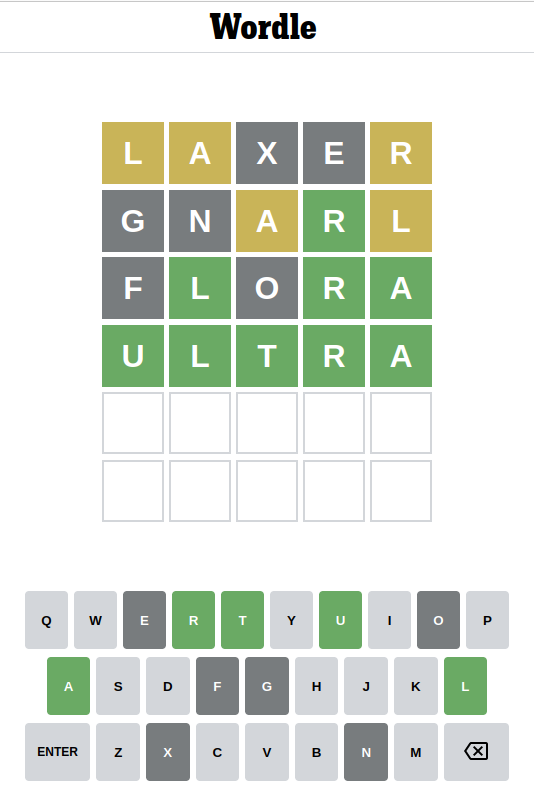 Wordle
L A X E R
G N A R L
F L O R A
U L T R A
Q W E R T Y U I O P
A S D F G H J K L
ENTER Z X C V B N M